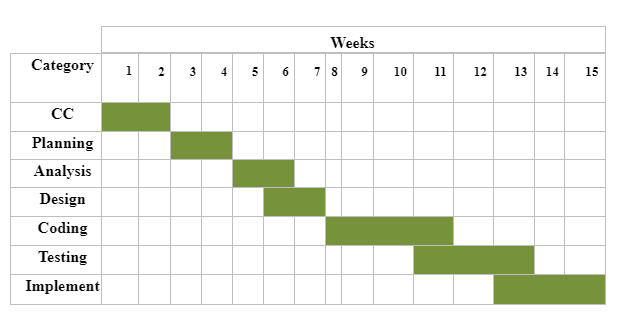 Weeks
Category 1 2 3 4 5 6 7 8 9 10 11 12 13 14 15
CC
Planning
Analysis
Design
Coding
Testing
Implement